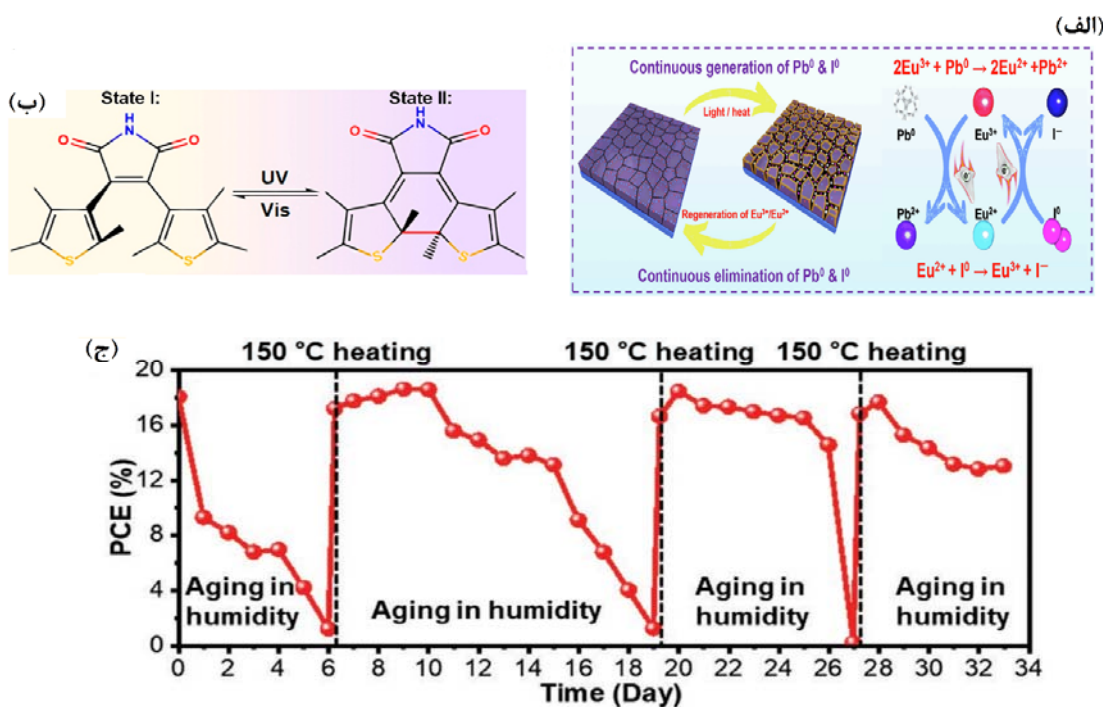 (الف)
Continuous generation of Pb⁰ & I⁰
Light / heat
Regeneration of Eu³⁺/Eu²⁺
Continuous elimination of Pb⁰ & I⁰
2Eu³⁺ + Pb⁰ → 2Eu²⁺ +Pb²⁺
Pb⁰ Eu³⁺ I⁻
e⁻ e⁻
Pb²⁺ Eu²⁺ I⁰
Eu²⁺ + I⁰ → Eu³⁺ + I⁻
(ب)
State I: State II:
H N O O S S
UV
Vis
H N O O S S
(ج)
150 °C heating 150 °C heating 150 °C heating
PCE (%)
20
16
12
8
4
0
Aging in
humidity
Aging in humidity
Aging in
humidity
Aging in
humidity
0 2 4 6 8 10 12 14 16 18 20 22 24 26 28 30 32 34
Time (Day)